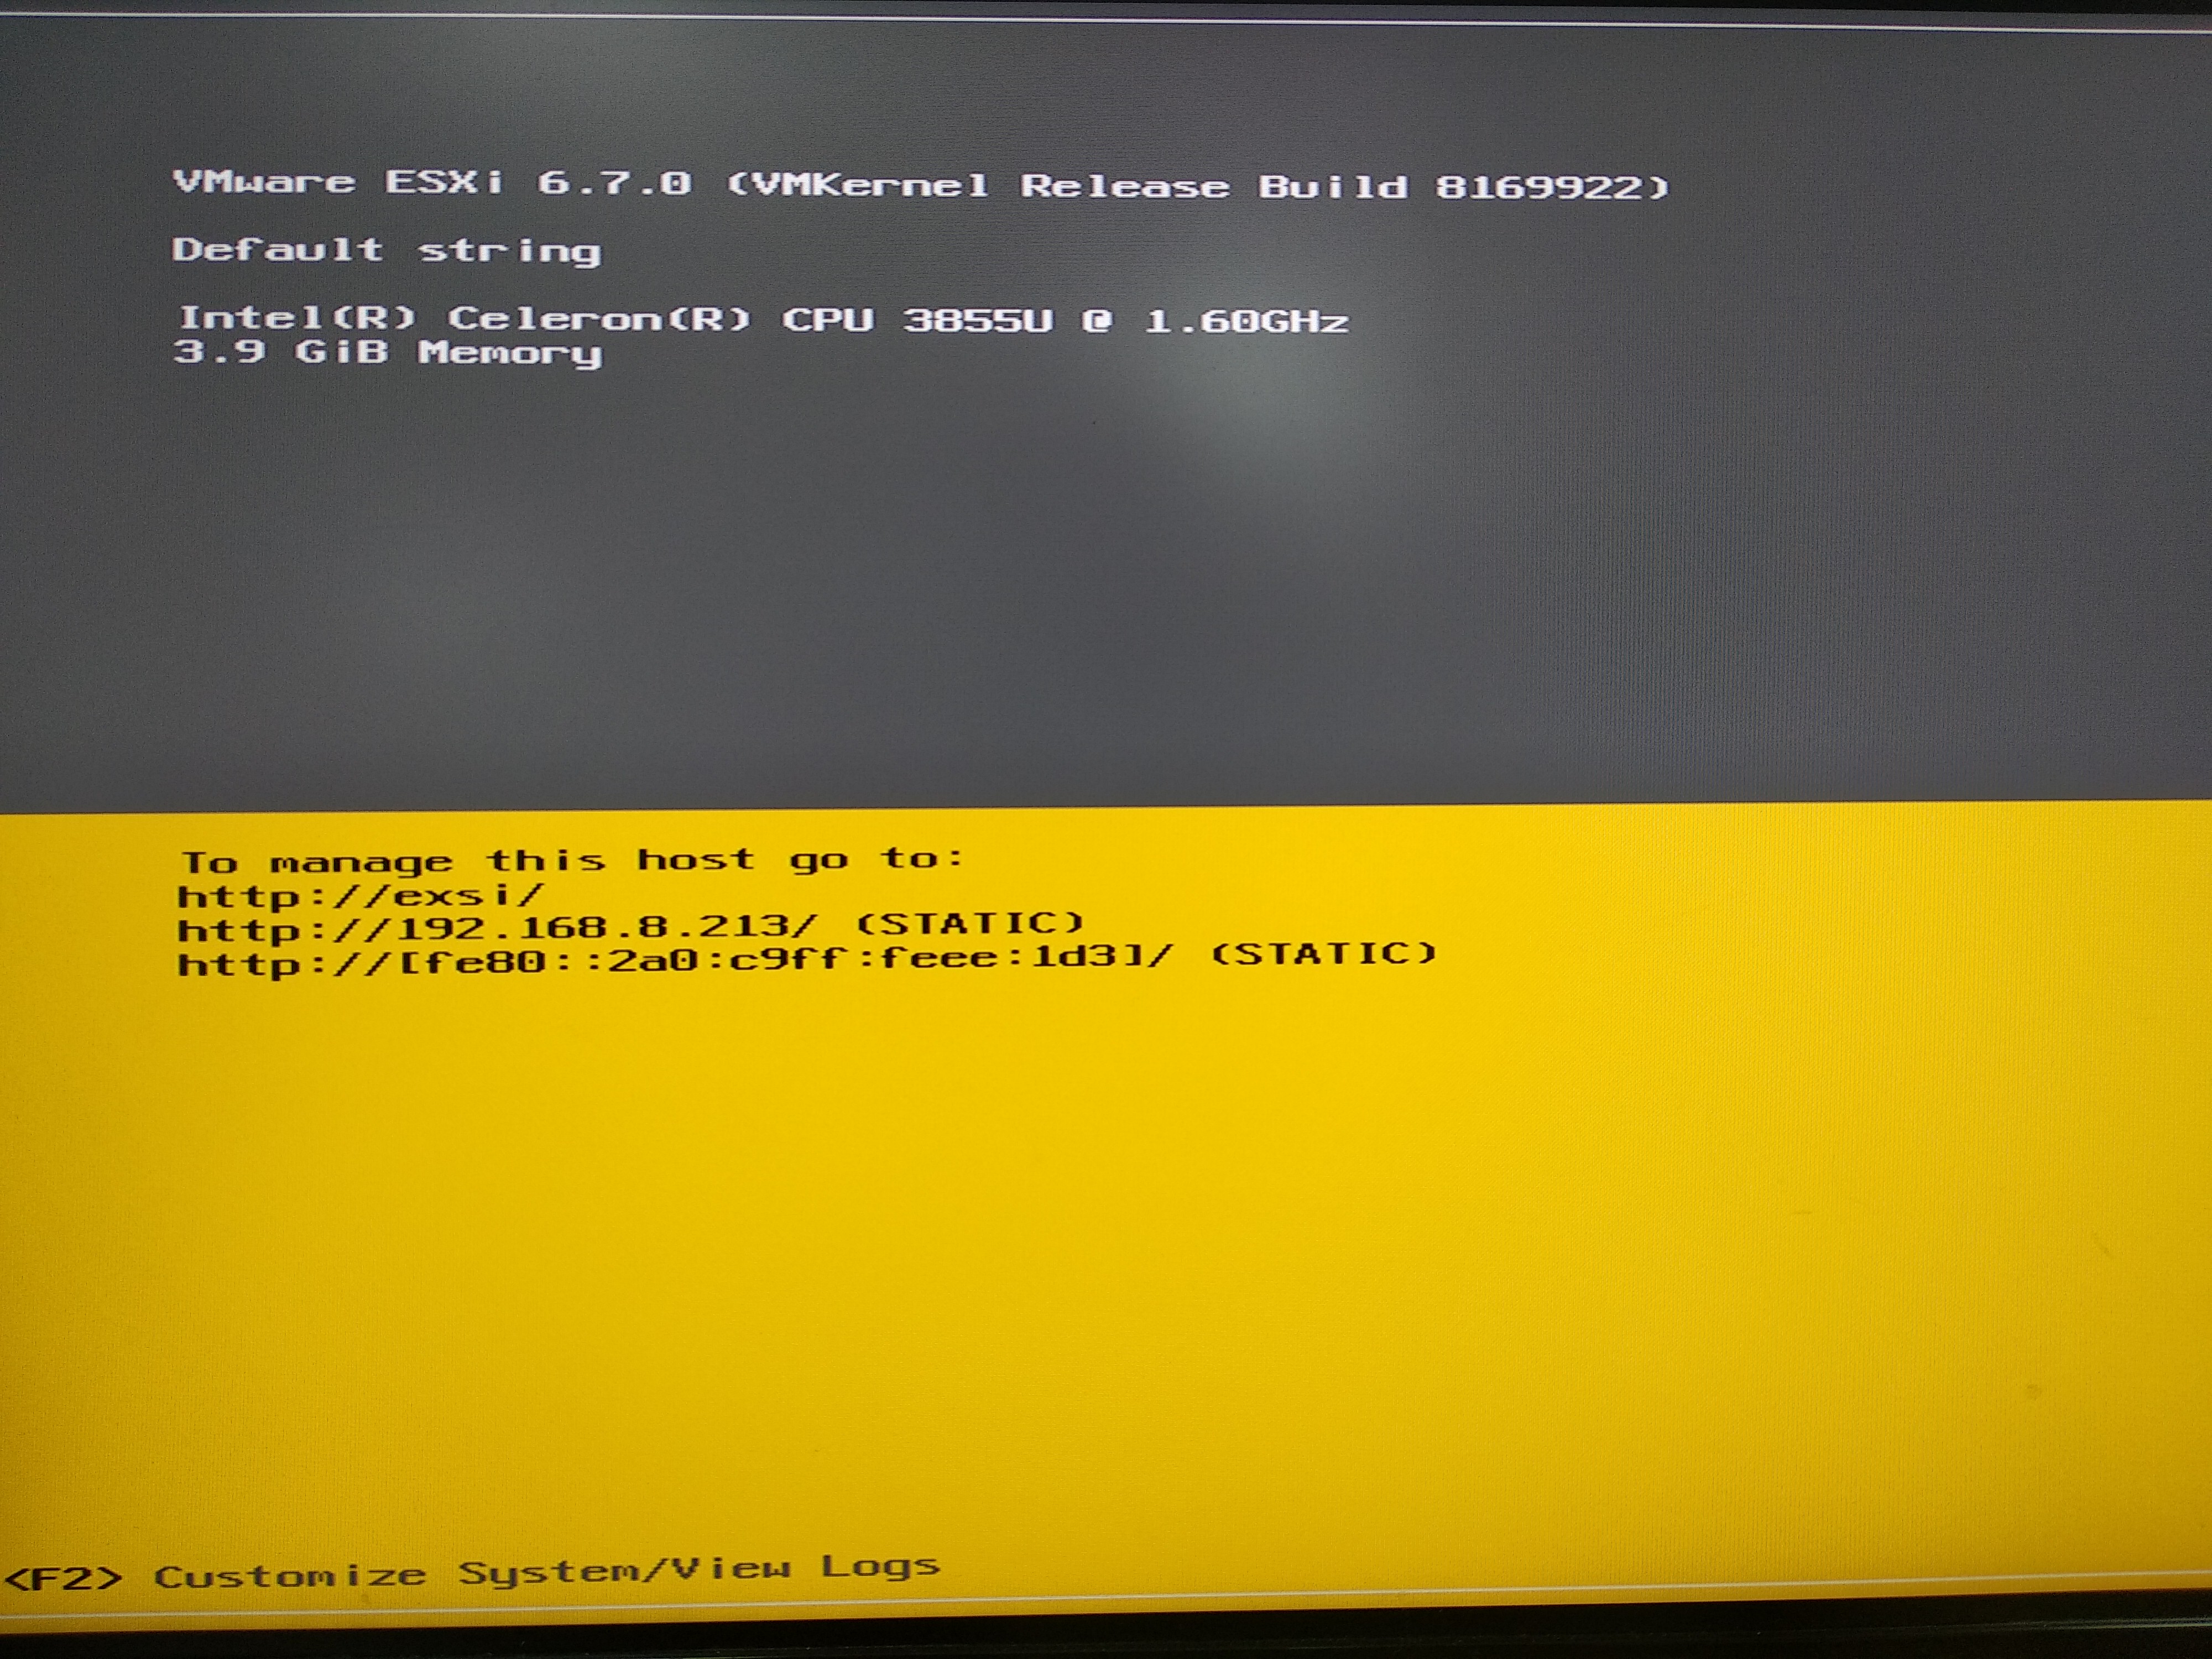 VMware ESXi 6.7.0 (VMKernel Release Build 8169922)
Default string
Intel(R) Celeron(R) CPU 3855U @ 1.60GHz
3.9 GiB Memory
To manage this host go to:
http://exsi/
http://192.168.8.213/ (STATIC)
http://[fe80::2a0:c9ff:feee:1d3]/ (STATIC)
<F2> Customize System/View Logs